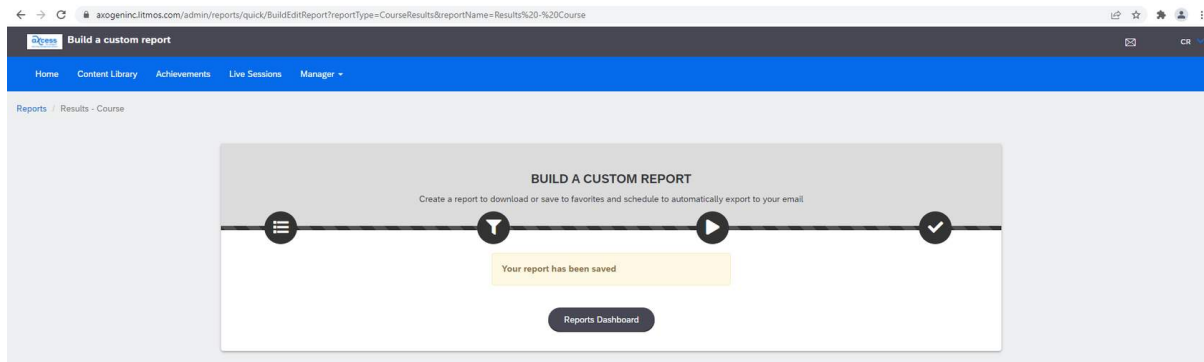 axogeninc.litmos.com/admin/reports/quick/BuildEditReport?reportType=CourseResults&reportName=Results%20-%20Course
axcess Build a custom report CR
Home Content Library Achievements Live Sessions Manager
Reports / Results - Course
BUILD A CUSTOM REPORT
Create a report to download or save to favorites and schedule to automatically export to your email
Your report has been saved
Reports Dashboard